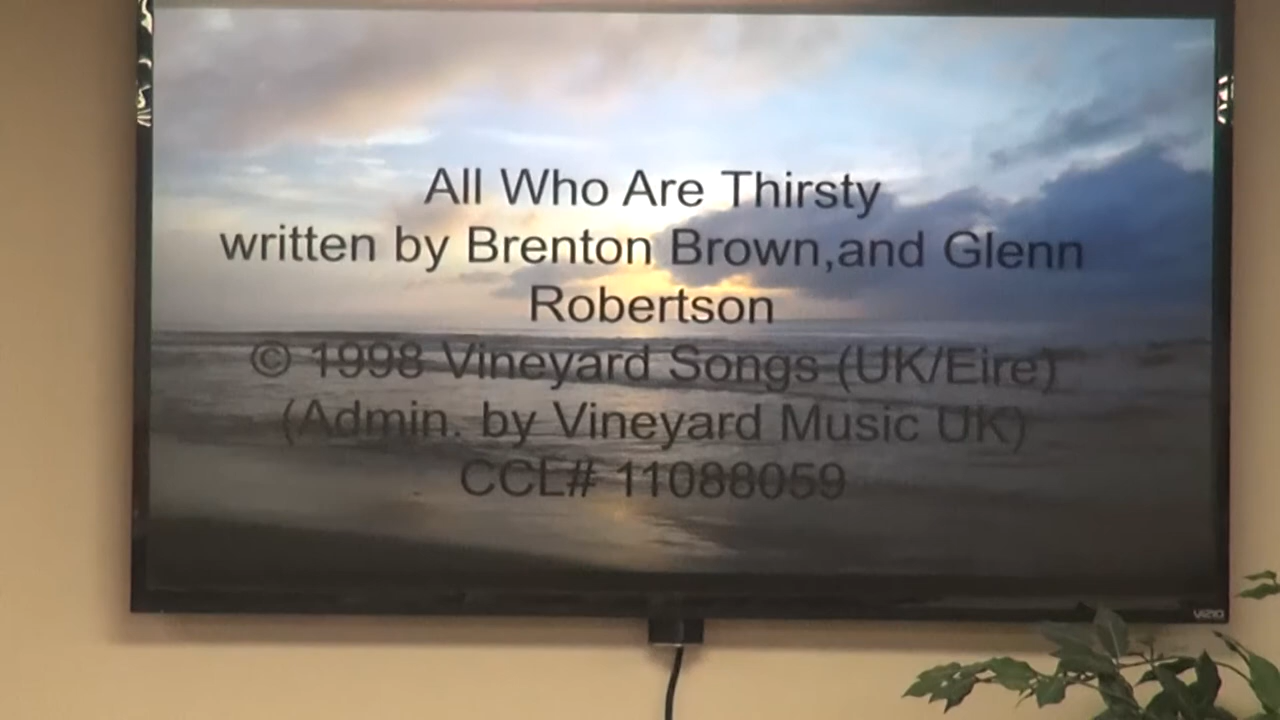 All Who Are Thirsty
written by Brenton Brown,and Glenn
Robertson
© 1998 Vineyard Songs (UK/Eire)
(Admin. by Vineyard Music UK)
CCL# 11088059
VIZIO